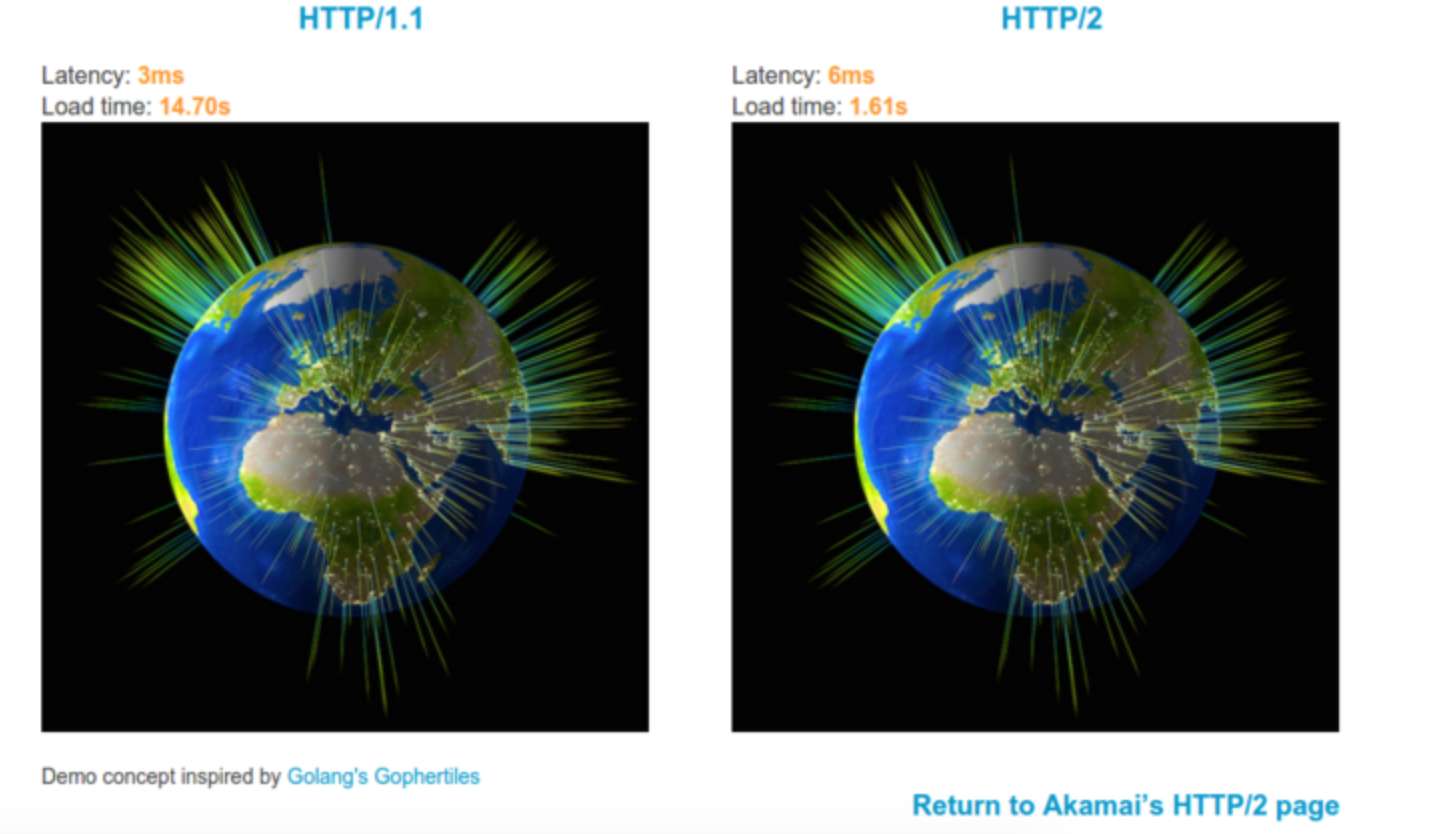 HTTP/1.1
Latency: 3ms
Load time: 14.70s
HTTP/2
Latency: 6ms
Load time: 1.61s
Demo concept inspired by Golang's Gophertiles
Return to Akamai’s HTTP/2 page